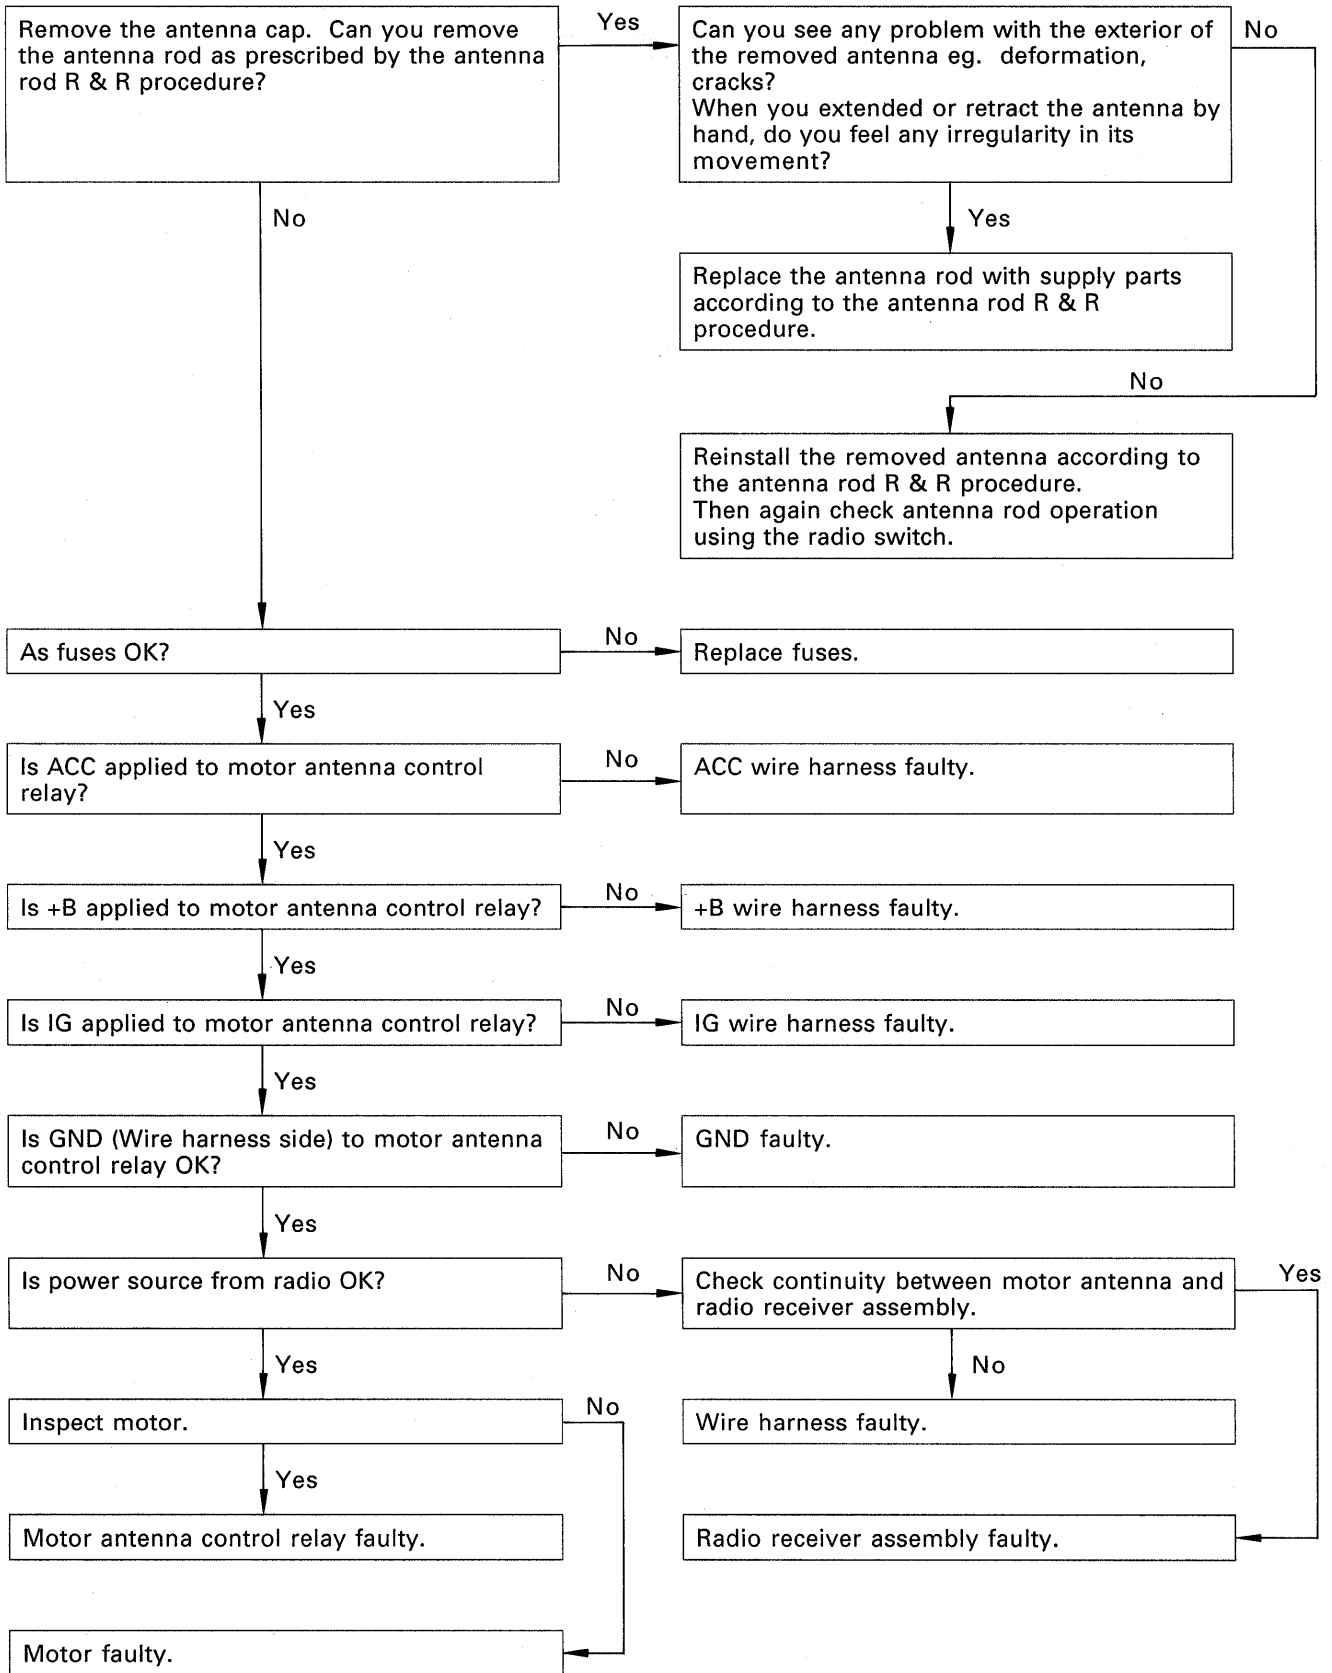 Remove the antenna cap. Can you remove
the antenna rod as prescribed by the antenna
rod R & R procedure?
Yes
Can you see any problem with the exterior of
the removed antenna eg. deformation,
cracks?
When you extended or retract the antenna by
hand, do you feel any irregularity in its
movement?
No
No
Yes
Replace the antenna rod with supply parts
according to the antenna rod R & R
procedure.
No
Reinstall the removed antenna according to
the antenna rod R & R procedure.
Then again check antenna rod operation
using the radio switch.
As fuses OK?
No
Replace fuses.
Yes
Is ACC applied to motor antenna control
relay?
No
ACC wire harness faulty.
Yes
Is +B applied to motor antenna control relay?
No
+B wire harness faulty.
Yes
Is IG applied to motor antenna control relay?
No
IG wire harness faulty.
Yes
Is GND (Wire harness side) to motor antenna
control relay OK?
No
GND faulty.
Yes
Is power source from radio OK?
No
Check continuity between motor antenna and
radio receiver assembly.
Yes
Yes
No
Inspect motor.
No
Wire harness faulty.
Yes
Motor antenna control relay faulty.
Radio receiver assembly faulty.
Motor faulty.